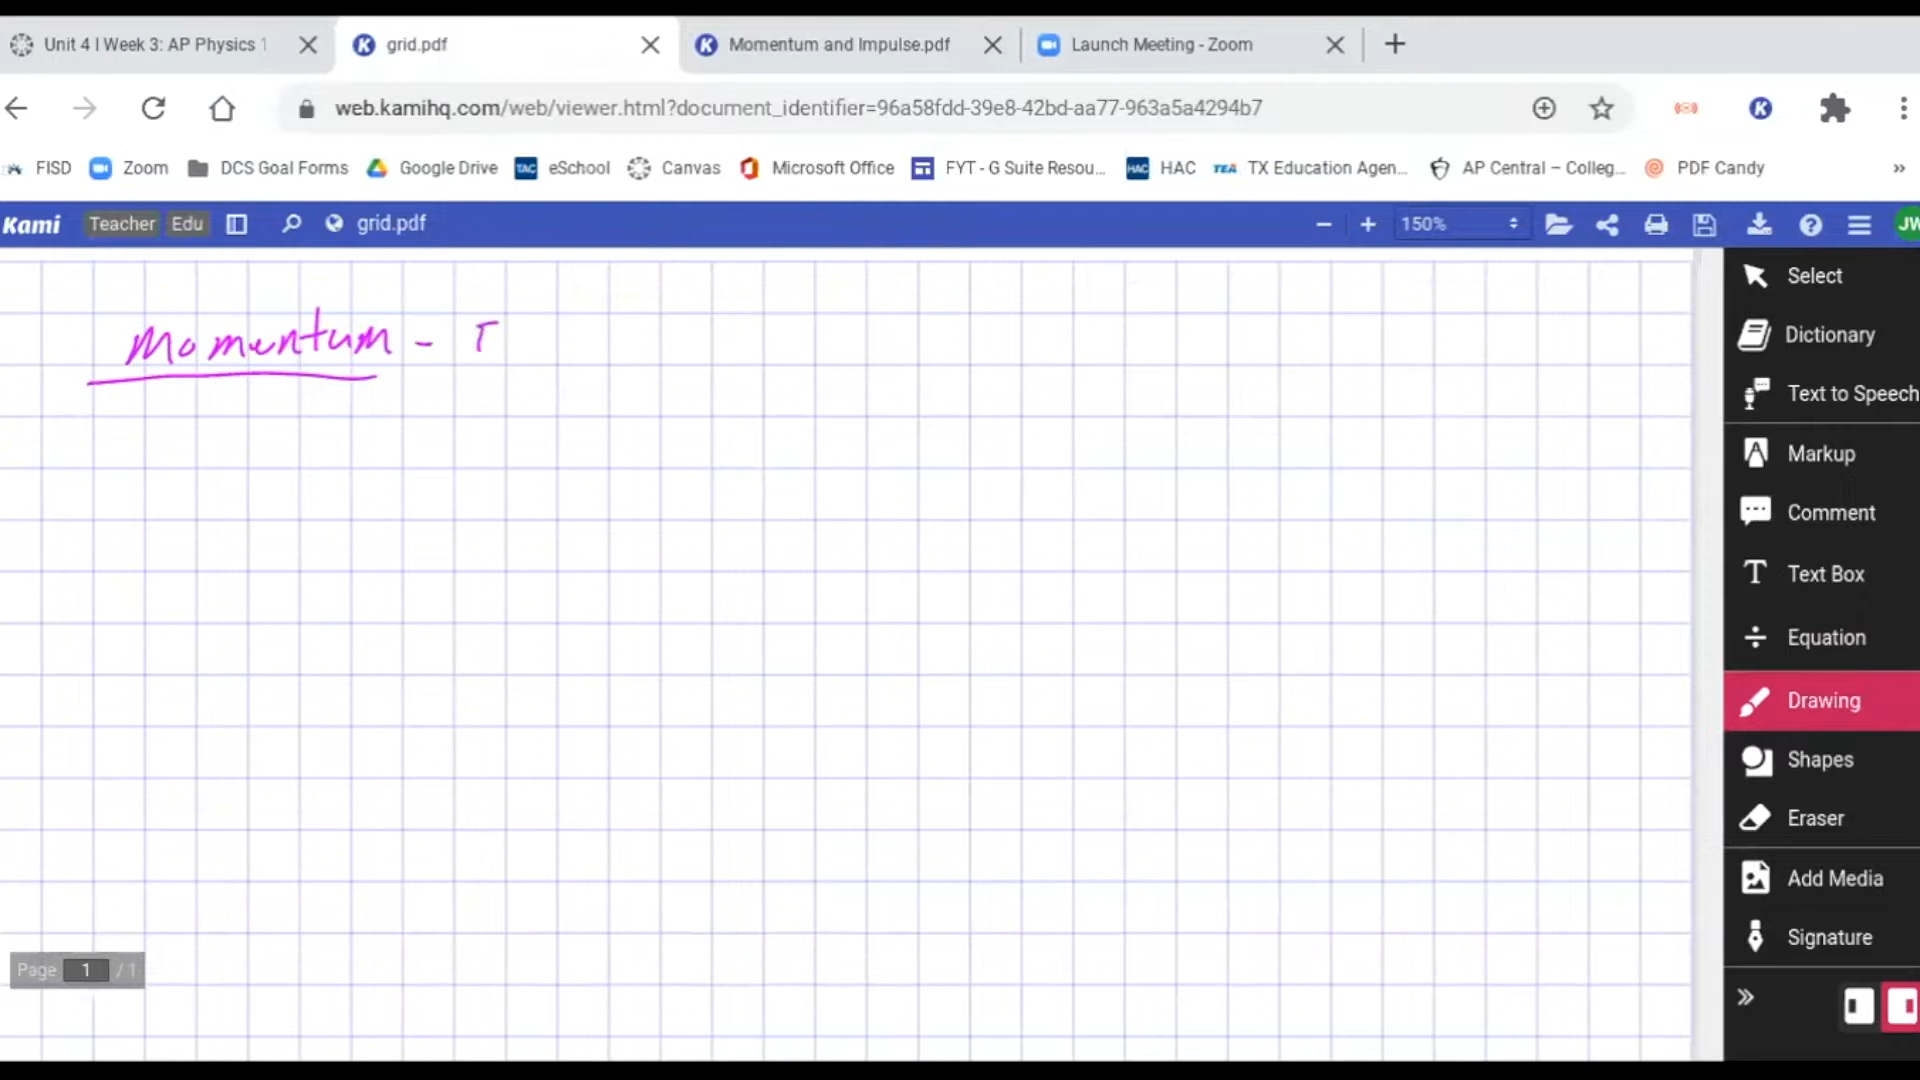 Unit 4 | Week 3: AP Physics 1
grid.pdf
Momentum and Impulse.pdf
Launch Meeting - Zoom
web.kamihq.com/web/viewer.html?document_identifier=96a58fdd-39e8-42bd-aa77-963a5a4294b7
FISD Zoom DCS Goal Forms Google Drive TAC eSchool Canvas Microsoft Office FYT - G Suite Resou... HAC HAC TEA TX Education Agen... AP Central – Colleg... PDF Candy »
Kami Teacher Edu grid.pdf 150% JW
Momentum -
Select
Dictionary
Text to Speech
Markup
Comment
Text Box
Equation
Drawing
Shapes
Eraser
Add Media
Signature
Page 1 / 1